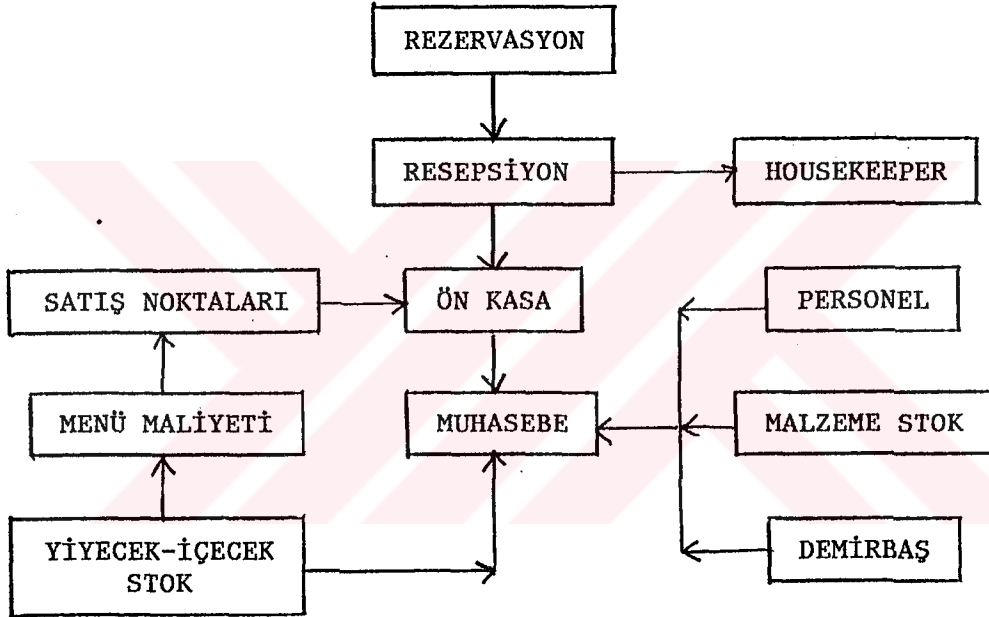 REZERVASYON
RESEPSİYON
HOUSEKEEPER
SATIŞ NOKTALARI
ÖN KASA
PERSONEL
MENÜ MALİYETİ
MUHASEBE
MALZEME STOK
YİYECEK-İÇECEK
STOK
DEMİRBAŞ